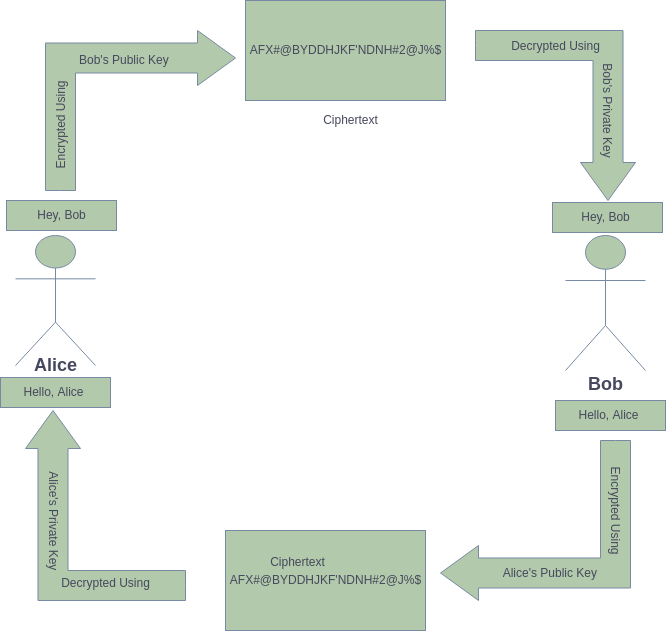 Encrypted Using
Bob's Public Key
AFX#@BYDDHJKF'NDNH#2@J%$
Ciphertext
Decrypted Using
Bob's Private Key
Hey, Bob
Hey, Bob
Alice
Bob
Hello, Alice
Hello, Alice
Encrypted Using
Alice's Public Key
Ciphertext
AFX#@BYDDHJKF'NDNH#2@J%$
Decrypted Using
Alice's Private Key